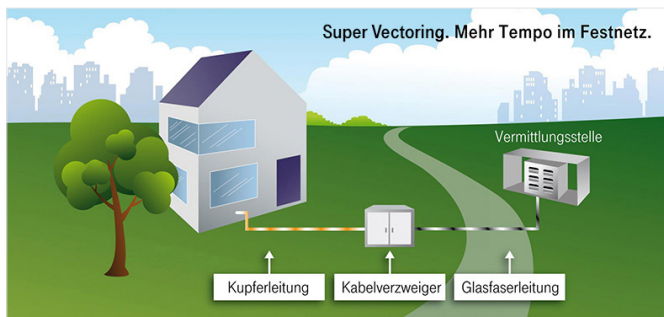 Super Vectoring. Mehr Tempo im Festnetz.
Vermittlungsstelle
Kupferleitung
Kabelverzweiger
Glasfaserleitung